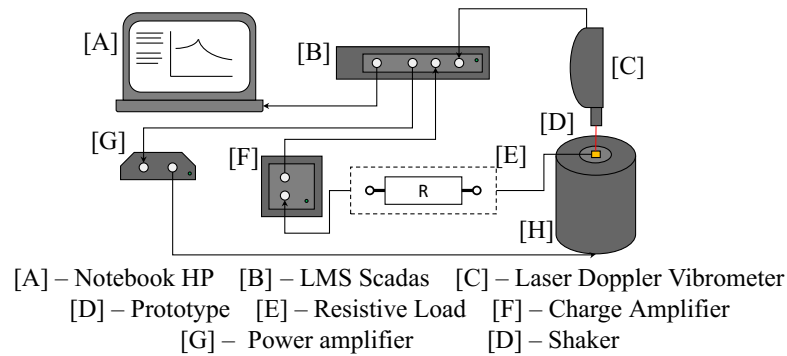 [A]
[B]
[C]
[D]
[G]
[F]
[E]
R
[H]
[A] – Notebook HP [B] – LMS Scadas [C] – Laser Doppler Vibrometer
[D] – Prototype [E] – Resistive Load [F] – Charge Amplifier
[G] – Power amplifier [D] – Shaker